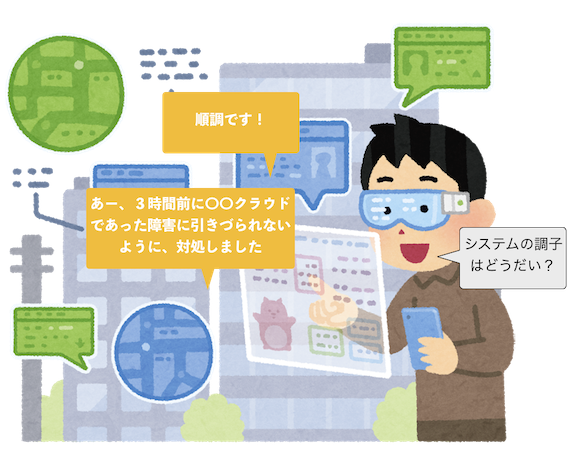 順調です！
あー、３時間前に〇〇クラウド
であった障害に引きづられない
ように、対処しました
システムの調子
はどうだい？